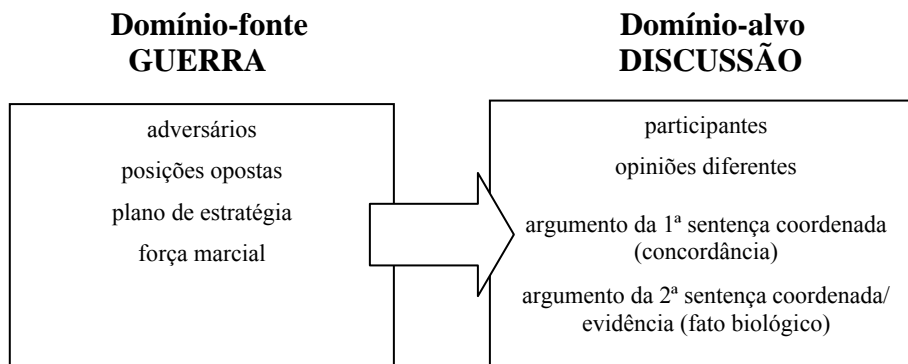 Domínio-fonte
GUERRA
adversários
posições opostas
plano de estratégia
força marcial
Domínio-alvo
DISCUSSÃO
participantes
opiniões diferentes
argumento da 1ª sentença coordenada
(concordância)
argumento da 2ª sentença coordenada/
evidência (fato biológico)